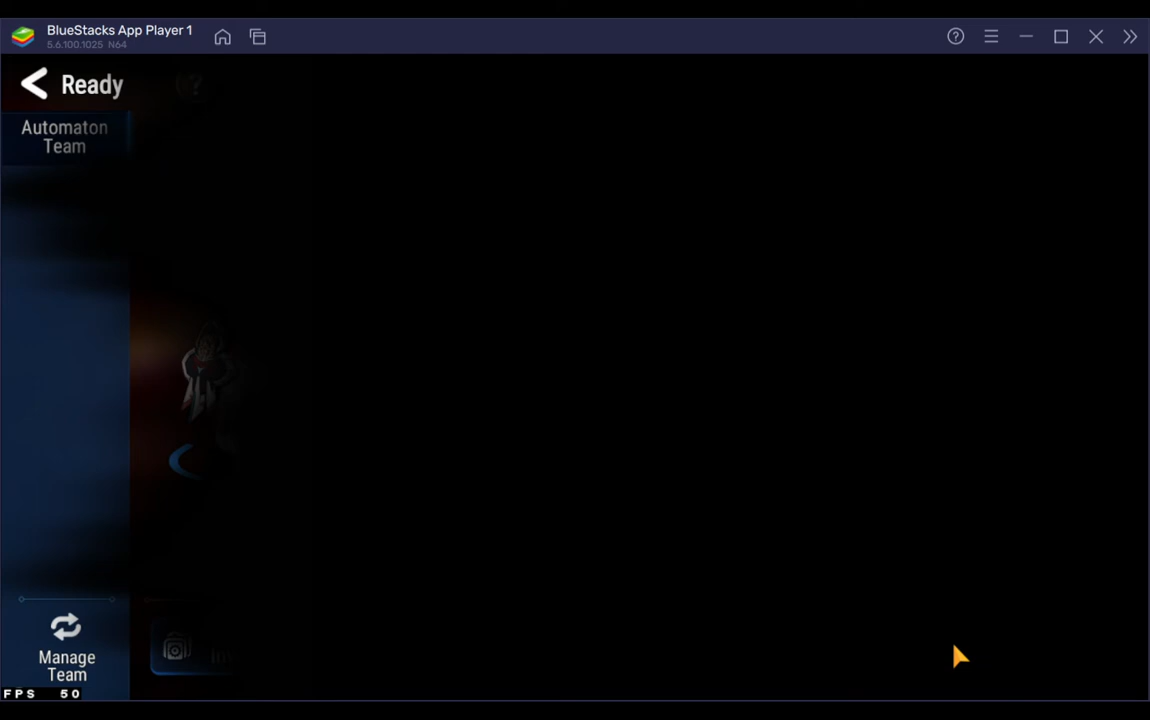 BlueStacks App Player 1
5.6.100.1025 N64
Ready
Automaton
Team
Manage
Team
FPS 50